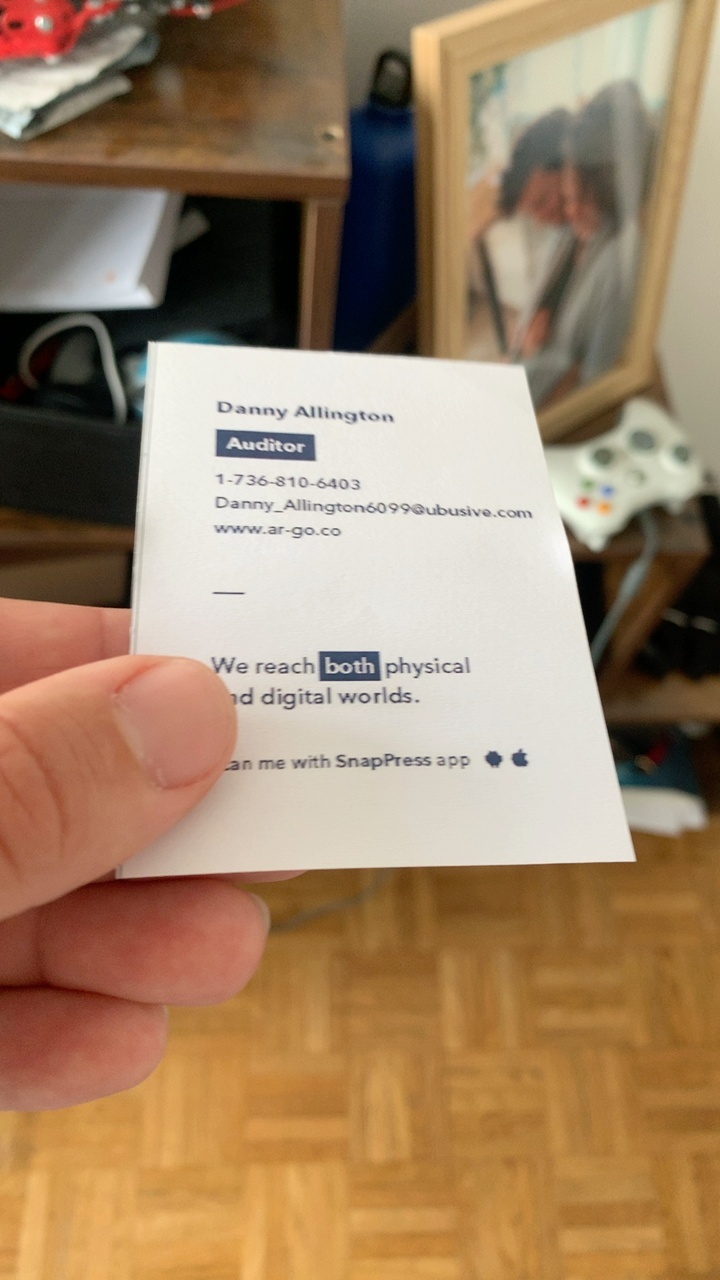 Danny Allington
Auditor
1-736-810-6403
Danny_Allington6099@ubusive.com
www.ar-go.co
We reach both physical
digital worlds.
me with SnapPress app